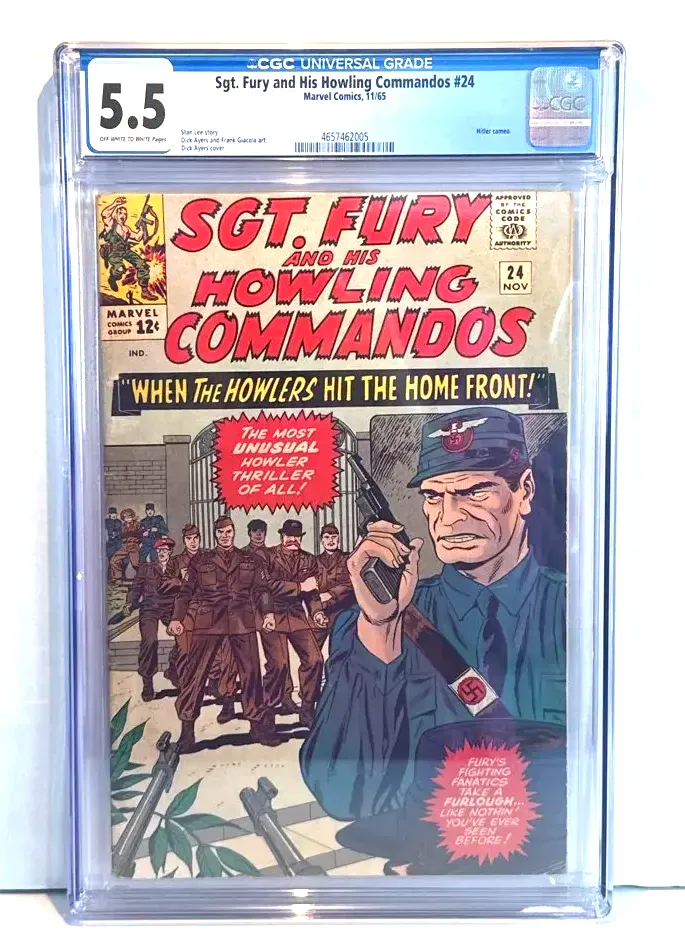 CGC UNIVERSAL GRADE
5.5
OFF-WHITE TO WHITE Pages
Sgt. Fury and His Howling Commandos #24
Marvel Comics, 11/65
Stan Lee story
Dick Ayers and Frank Giacoia art
Dick Ayers cover
4657462005
Hitler cameo
CGC
SGT. FURY
AND HIS
HOWLING
COMMANDOS
APPROVED
BY THE
COMICS
CODE
CA
AUTHORITY
24
NOV
MARVEL
COMICS
GROUP 12¢
IND.
"WHEN THE HOWLERS HIT THE HOME FRONT!"
THE MOST
UNUSUAL
HOWLER
THRILLER
OF ALL!
FURY'S
FIGHTING
FANATICS
TAKE A
FURLOUGH...
LIKE NOTHIN'
YOU'VE EVER
SEEN
BEFORE!